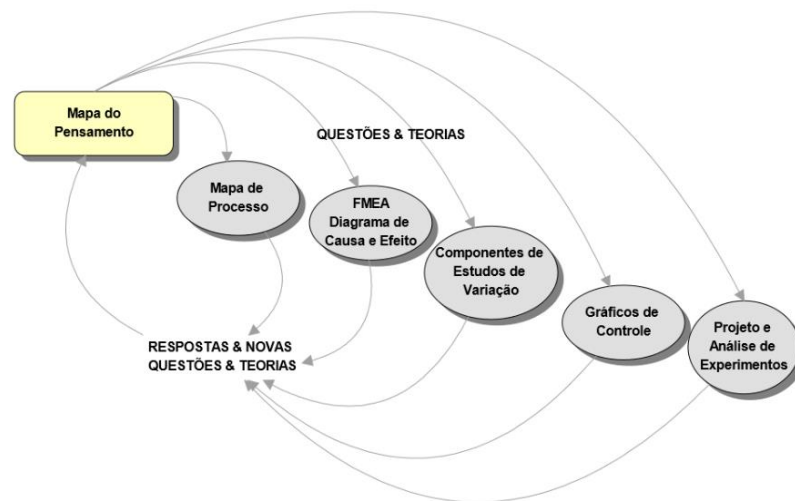 Mapa do
Pensamento
QUESTÕES & TEORIAS
Mapa de
Processo
FMEA
Diagrama de
Causa e Efeito
Componentes de
Estudos de
Variação
Gráficos de
Controle
Projeto e
Análise de
Experimentos
RESPOSTAS & NOVAS
QUESTÕES & TEORIAS